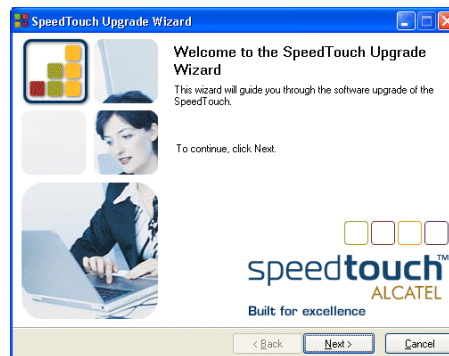 SpeedTouch Upgrade Wizard
Welcome to the SpeedTouch Upgrade
Wizard
This wizard will guide you through the software upgrade of the
SpeedTouch.
To continue, click Next.
speedtouch™
ALCATEL
Built for excellence
< Back
Next >
Cancel